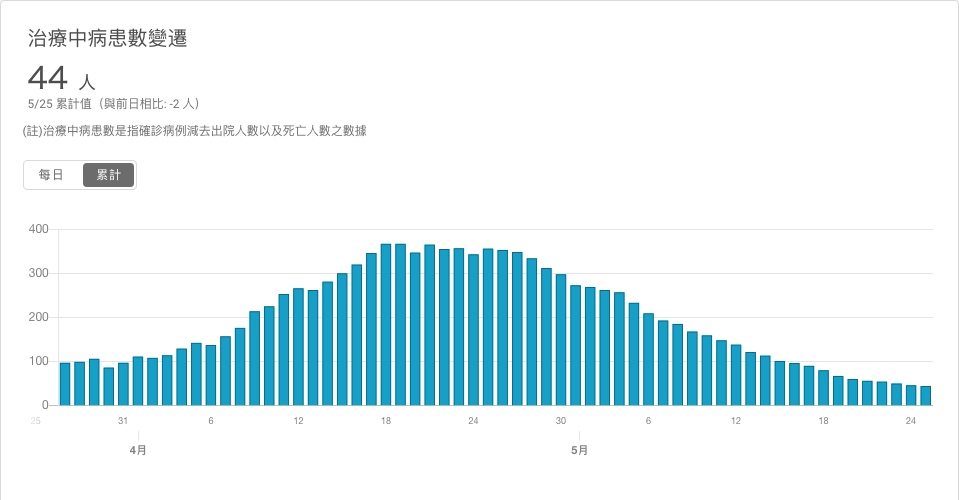 治療中病患數變遷
44 人
5/25 累計值（與前日相比: -2 人）
(註)治療中病患數是指確診病例減去出院人數以及死亡人數之數據
每日 累計
400
300
200
100
0
25 31 6 12 18 24 30 6 12 18 24
4月 5月